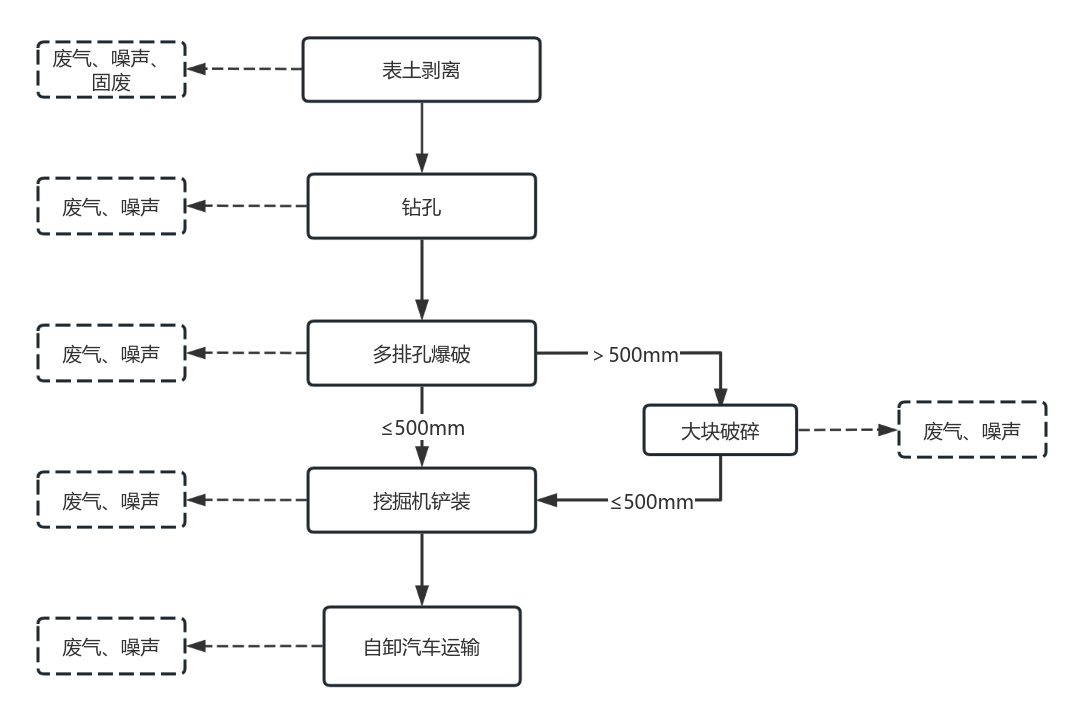 废气、噪声、
固废
表土剥离
废气、噪声
钻孔
废气、噪声
多排孔爆破
＞500mm
≤500mm
大块破碎
废气、噪声
废气、噪声
挖掘机铲装
≤500mm
废气、噪声
自卸汽车运输